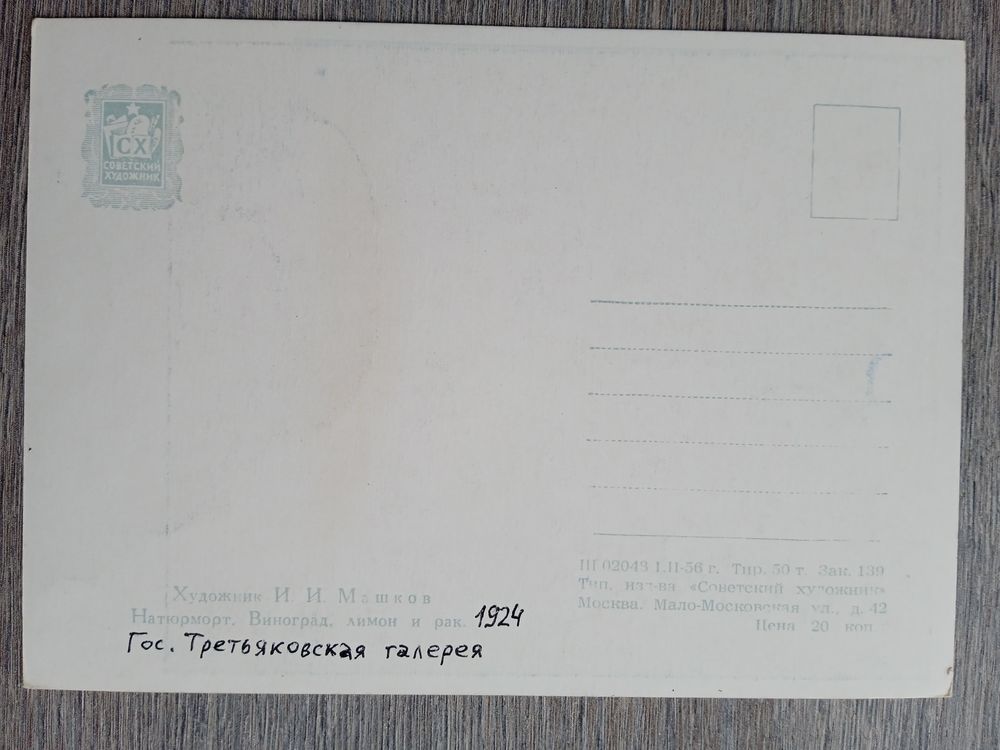 СХ
СОВЕТСКИЙ
ХУДОЖНИК
Художник И. И. Машков
Натюрморт. Виноград, лимон и рак. 1924
Гос. Третьяковская галерея
Ш 02043 1.II-56 г. Тир. 50 т. Зак. 139
Тип. изд-ва «Советский художник»
Москва. Мало-Московская ул., д. 42
Цена 20 коп.